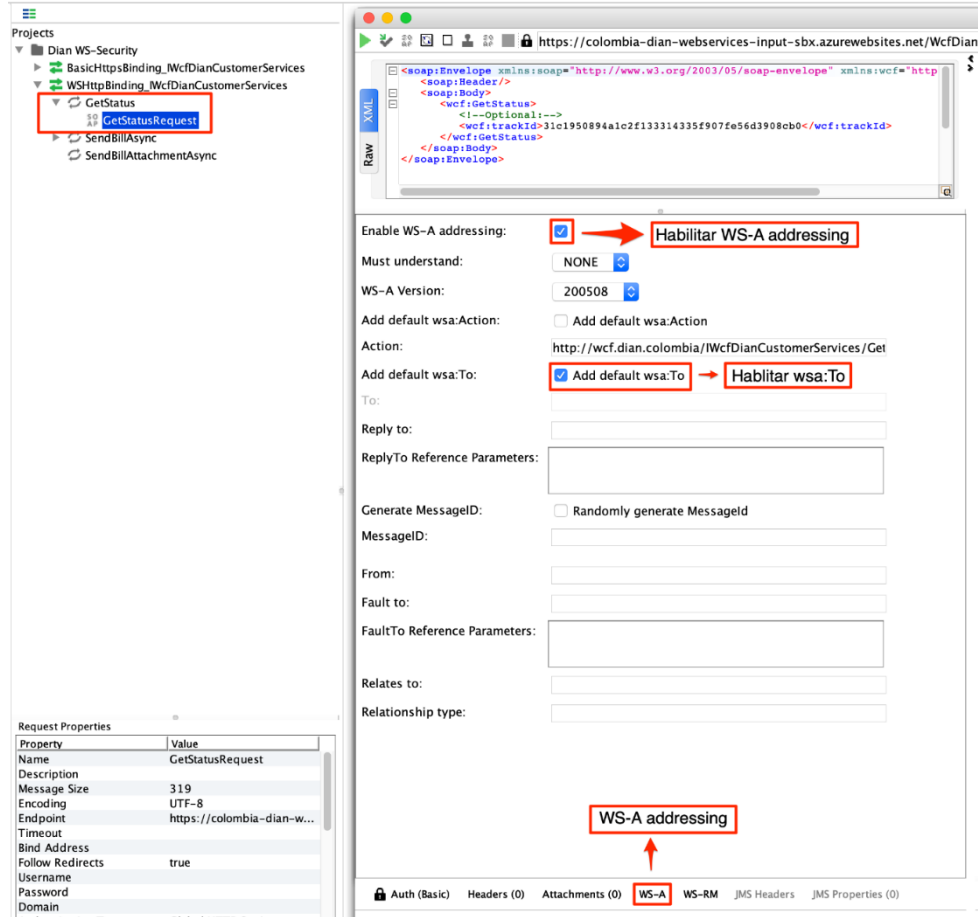 Projects
Dian WS-Security
BasicHttpsBinding_IWcfDianCustomerServices
WSHttpBinding_IWcfDianCustomerServices
GetStatus
GetStatusRequest
SendBillAsync
SendBillAttachmentAsync
Request Properties
Property Value
Name GetStatusRequest
Description
Message Size 319
Encoding UTF-8
Endpoint https://colombia-dian-w...
Timeout
Bind Address
Follow Redirects true
Username
Password
Domain
https://colombia-dian-webservices-input-sbx.azurewebsites.net/WcfDian
XML
Raw
<soap:Envelope xmlns:soap="http://www.w3.org/2003/05/soap-envelope" xmlns:wcf="http
<soap:Header/>
<soap:Body>
<wcf:GetStatus>
<!--Optional:-->
<wcf:trackId>31c1950894a1c2f133314335f907fe56d3908cb0</wcf:trackId>
</wcf:GetStatus>
</soap:Body>
</soap:Envelope>
Enable WS-A addressing: Habilitar WS-A addressing
Must understand: NONE
WS-A Version: 200508
Add default wsa:Action: Add default wsa:Action
Action: http://wcf.dian.colombia/IWcfDianCustomerServices/Get
Add default wsa:To: Add default wsa:To Hablitar wsa:To
To:
Reply to:
ReplyTo Reference Parameters:
Generate MessageID: Randomly generate MessageId
MessageID:
From:
Fault to:
FaultTo Reference Parameters:
Relates to:
Relationship type:
WS-A addressing
Auth (Basic) Headers (0) Attachments (0) WS-A WS-RM JMS Headers JMS Properties (0)